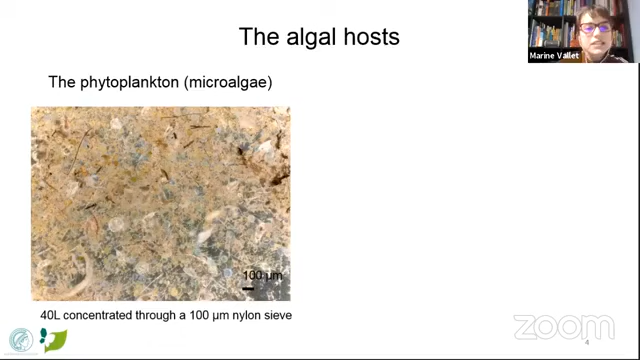 The algal hosts
Marine Vallet
The phytoplankton (microalgae)
100 µm
40L concentrated through a 100 µm nylon sieve
zoom
4